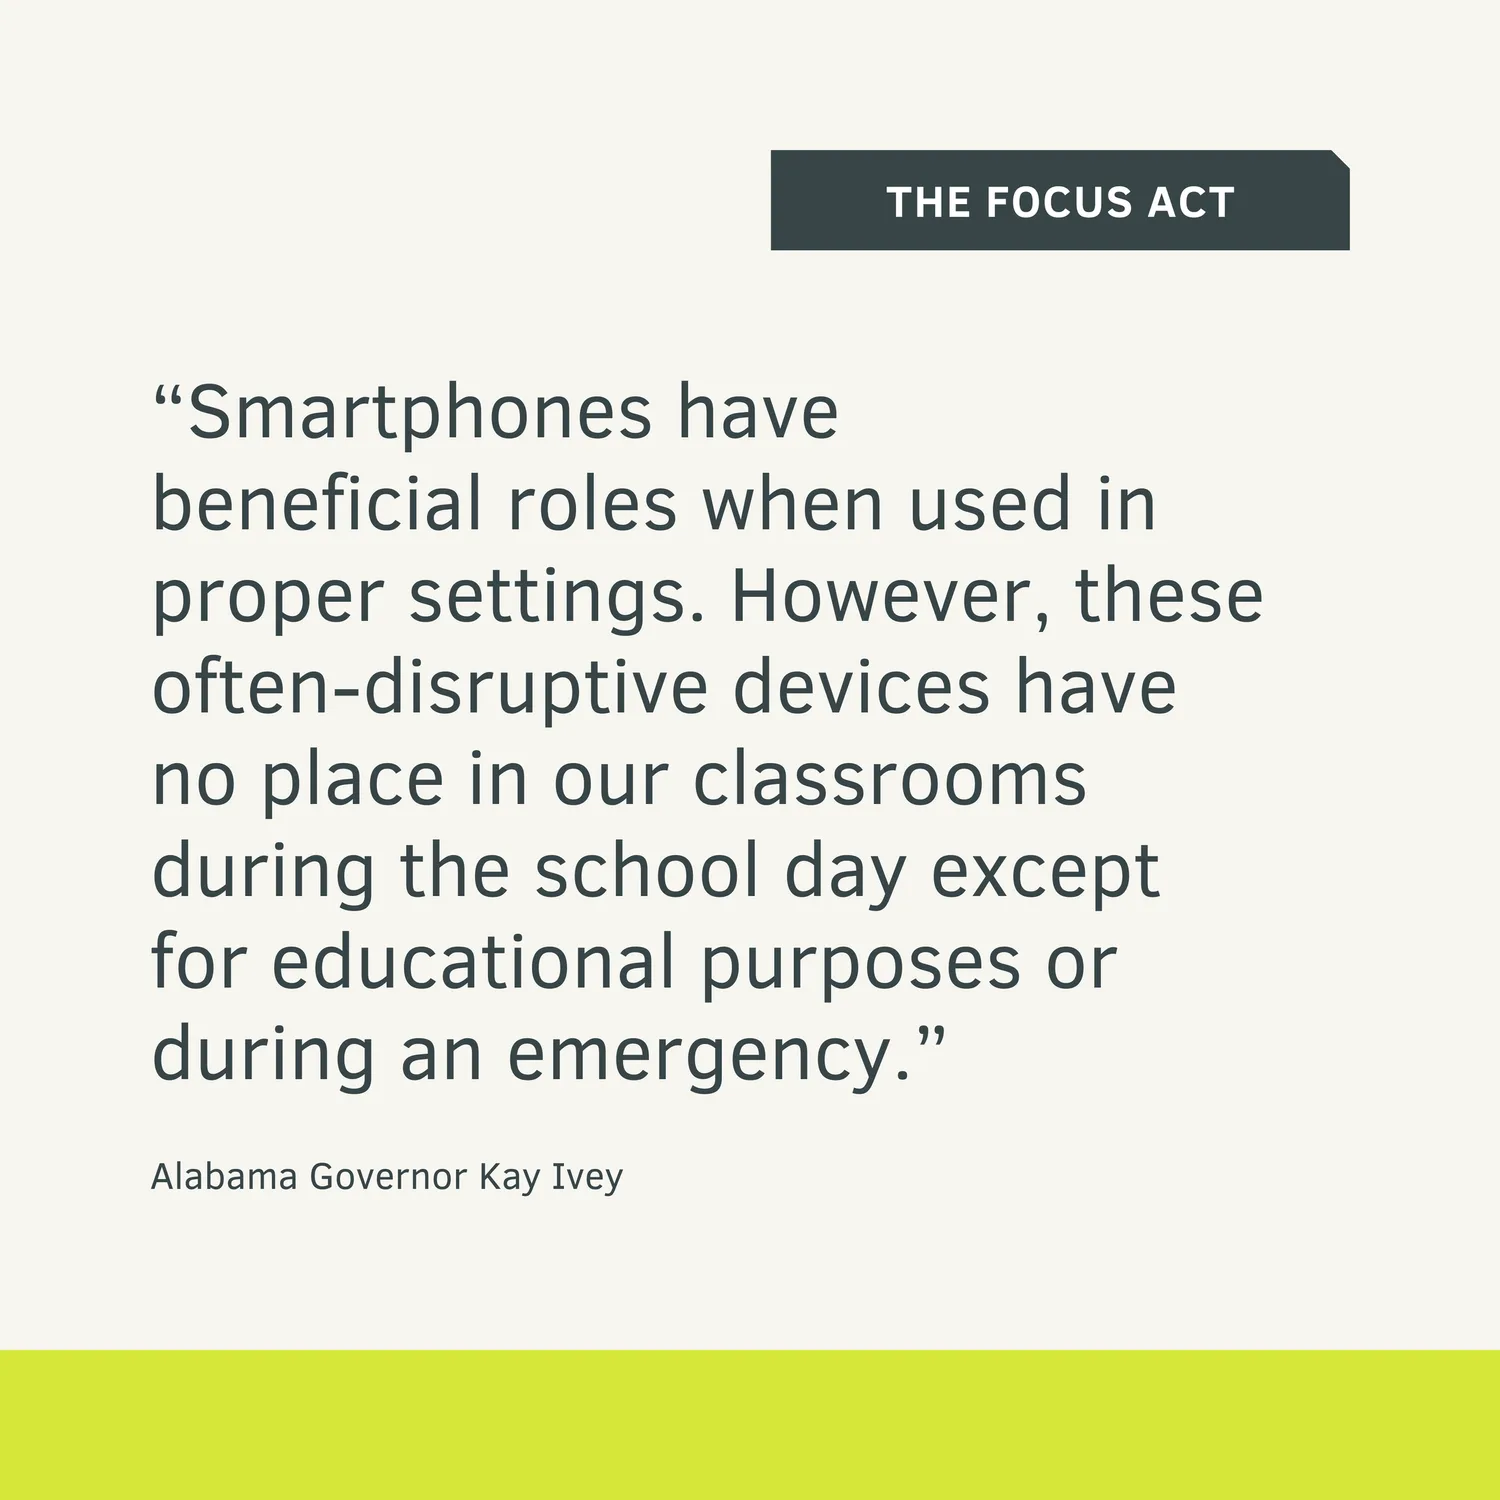 THE FOCUS ACT
“Smartphones have
beneficial roles when used in
proper settings. However, these
often-disruptive devices have
no place in our classrooms
during the school day except
for educational purposes or
during an emergency.”
Alabama Governor Kay Ivey